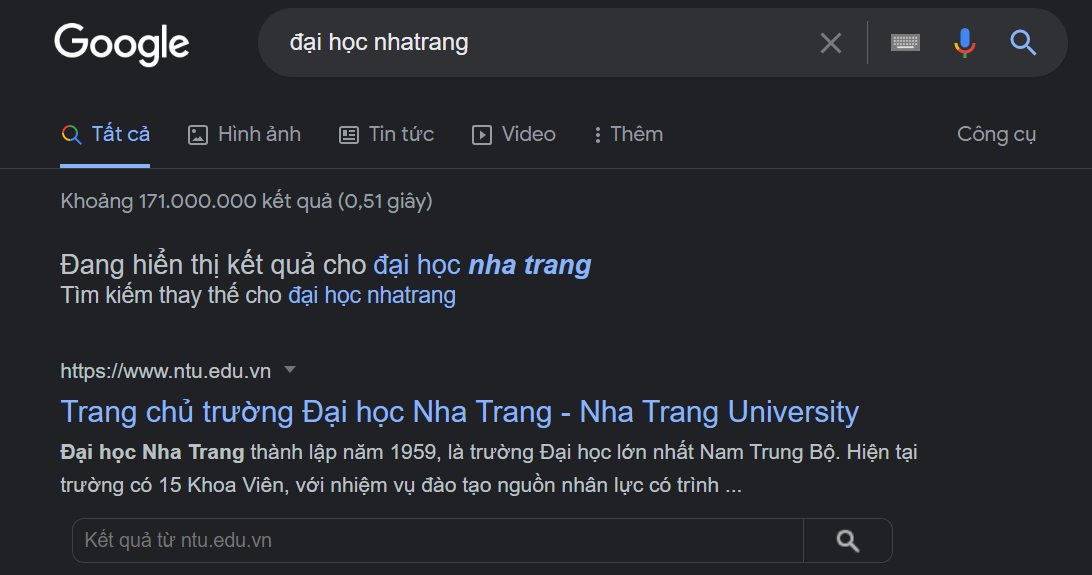 Google đại học nhatrang
Tất cả Hình ảnh Tin tức Video Thêm Công cụ
Khoảng 171.000.000 kết quả (0,51 giây)
Đang hiển thị kết quả cho đại học nha trang
Tìm kiếm thay thế cho đại học nhatrang
https://www.ntu.edu.vn
Trang chủ trường Đại học Nha Trang - Nha Trang University
Đại học Nha Trang thành lập năm 1959, là trường Đại học lớn nhất Nam Trung Bộ. Hiện tại
trường có 15 Khoa Viên, với nhiệm vụ đào tạo nguồn nhân lực có trình ...
Kết quả từ ntu.edu.vn